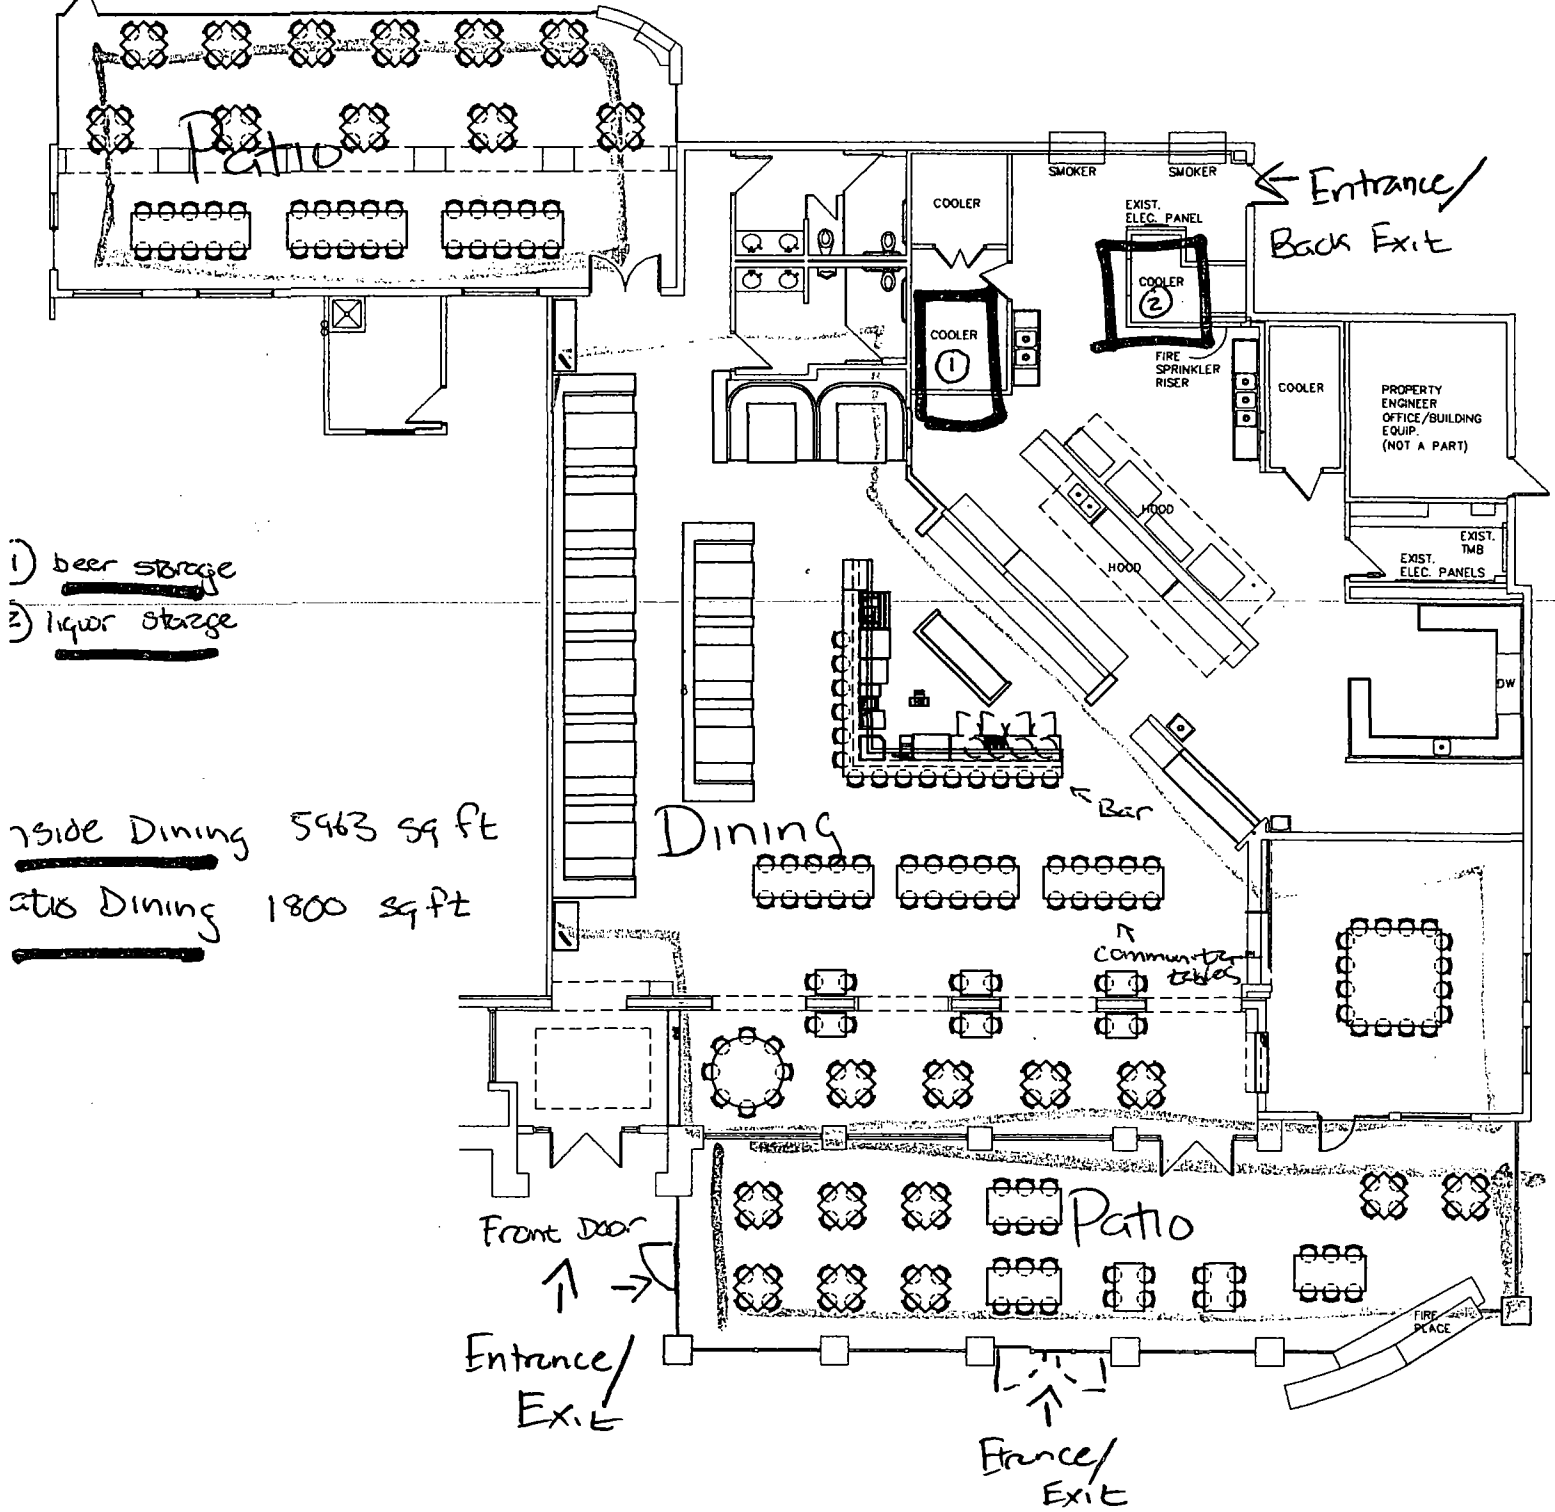 Patio
SMOKER
SMOKER
Entrance/
Back Exit
COOLER
EXIST.
ELEC. PANEL
COOLER
2
COOLER
1
FIRE
SPRINKLER
RISER
COOLER
PROPERTY
ENGINEER
OFFICE/BUILDING
EQUIP.
(NOT A PART)
HOOD
HOOD
EXIST.
TMB
EXIST.
ELEC. PANELS
1) beer storage
2) liquor storage
DW
Bar
Dining
nside Dining 5963 sq ft
atio Dining 1800 sq ft
Community
tables
Front Door
Patio
FIRE
PLACE
Entrance/
Exit
Etrance/
Exit